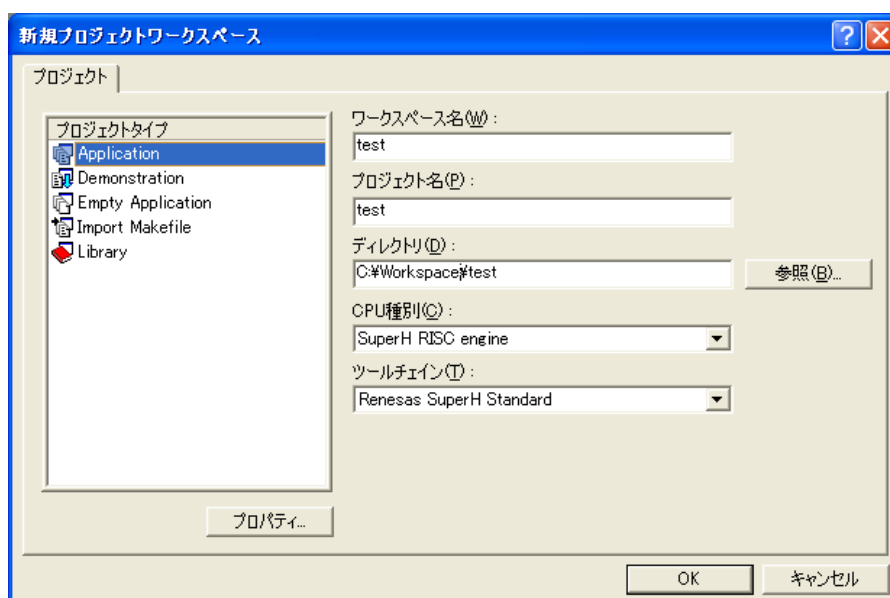 新規プロジェクトワークスペース
プロジェクト
プロジェクトタイプ
Application
Demonstration
Empty Application
Import Makefile
Library
プロパティ...
ワークスペース名(W) :
test
プロジェクト名(P) :
test
ディレクトリ(D) :
C:¥Workspace¥test
参照(B)...
CPU種別(C) :
SuperH RISC engine
ツールチェイン(T) :
Renesas SuperH Standard
OK
キャンセル